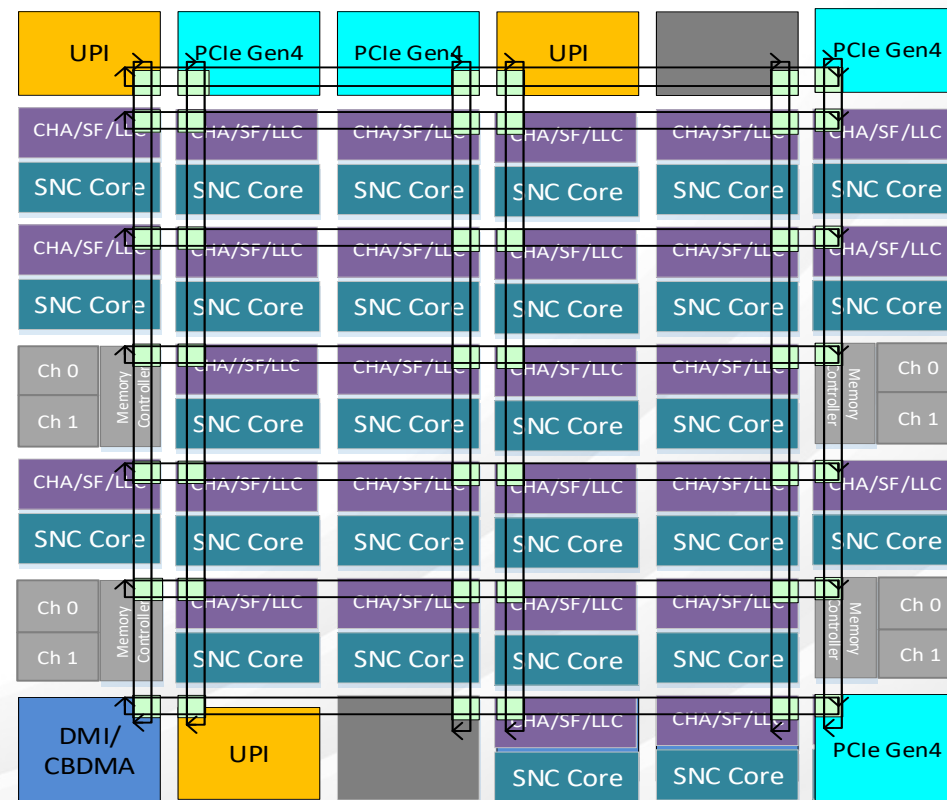 UPI
PCIe Gen4
PCIe Gen4
UPI
PCIe Gen4
CHA/SF/LLC
CHA/SF/LLC
CHA/SF/LLC
CHA/SF/LLC
CHA/SF/LLC
CHA/SF/LLC
SNC Core
SNC Core
SNC Core
SNC Core
SNC Core
SNC Core
CHA/SF/LLC
CHA/SF/LLC
CHA/SF/LLC
CHA/SF/LLC
CHA/SF/LLC
CHA/SF/LLC
SNC Core
SNC Core
SNC Core
SNC Core
SNC Core
SNC Core
Ch 0
Ch 1
Memory
Controller
CHA//SF/LLC
CHA/SF/LLC
CHA/SF/LLC
CHA/SF/LLC
Memory
Controller
Ch 0
Ch 1
SNC Core
SNC Core
SNC Core
SNC Core
CHA/SF/LLC
CHA/SF/LLC
CHA/SF/LLC
CHA/SF/LLC
CHA/SF/LLC
CHA/SF/LLC
SNC Core
SNC Core
SNC Core
SNC Core
SNC Core
SNC Core
Ch 0
Ch 1
Memory
Controller
CHA/SF/LLC
CHA/SF/LLC
CHA/SF/LLC
CHA/SF/LLC
Memory
Controller
Ch 0
Ch 1
SNC Core
SNC Core
SNC Core
SNC Core
DMI/
CBDMA
UPI
CHA/SF/LLC
CHA/SF/LLC
SNC Core
SNC Core
PCIe Gen4